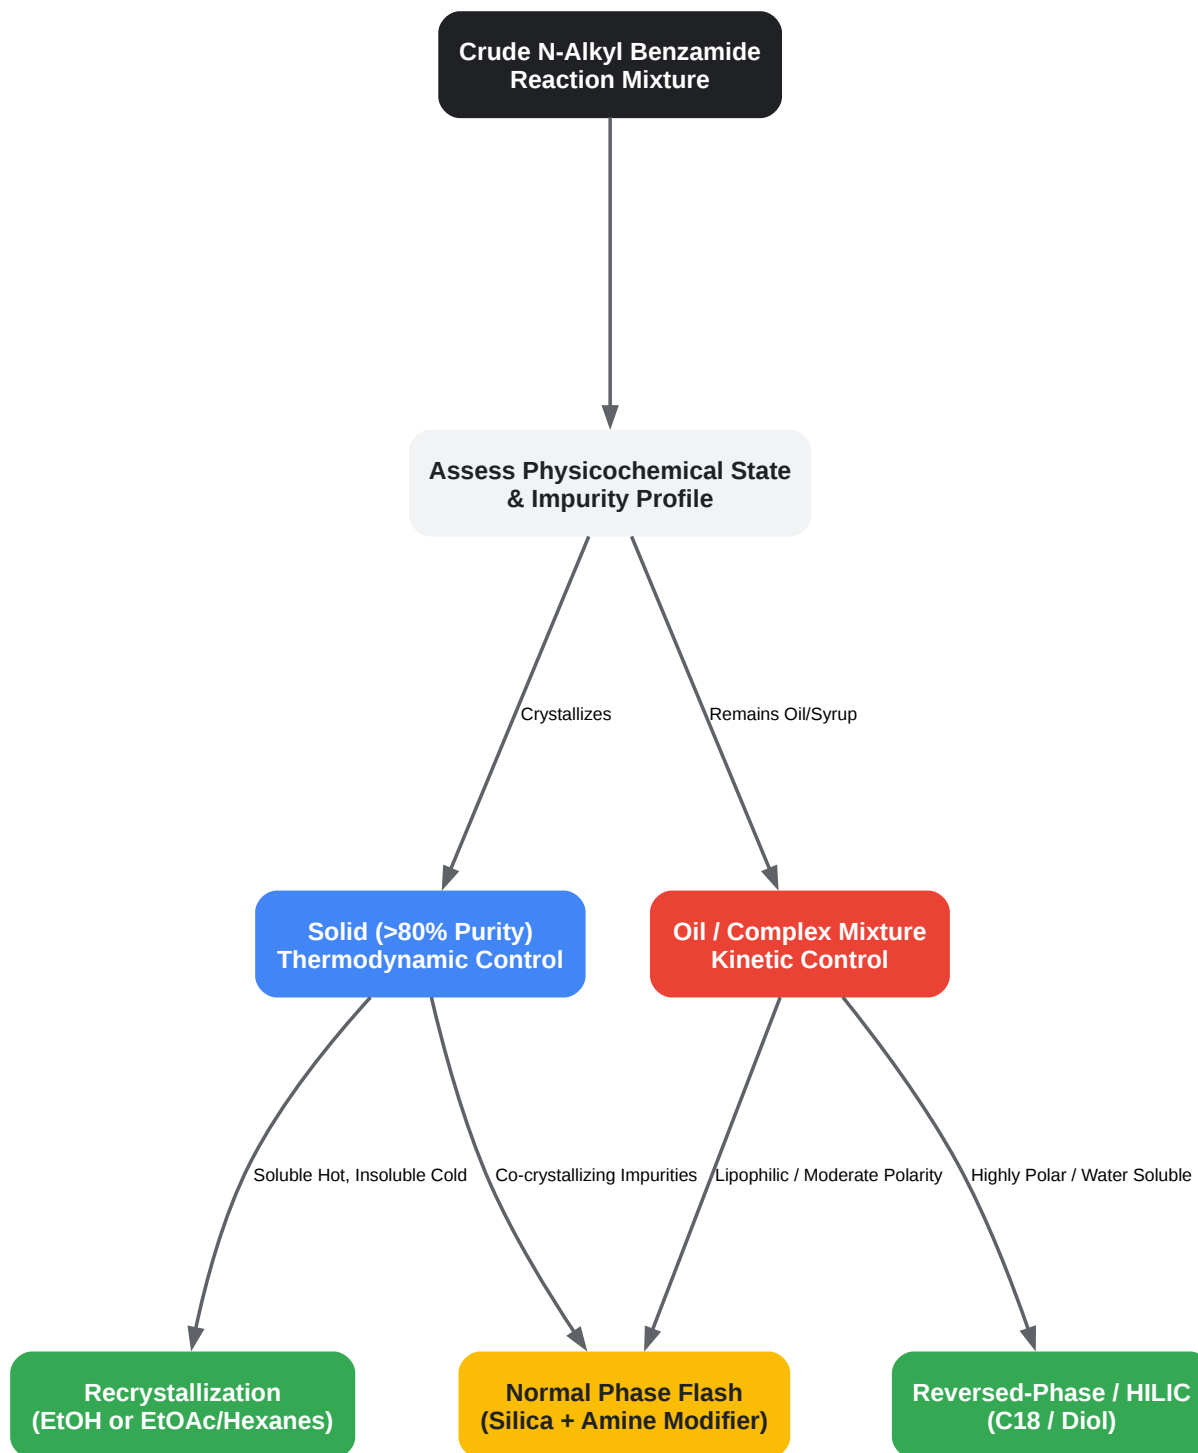 Crude N-Alkyl Benzamide
Reaction Mixture
Assess Physicochemical State
& Impurity Profile
Crystallizes
Remains Oil/Syrup
Solid (>80% Purity)
Thermodynamic Control
Oil / Complex Mixture
Kinetic Control
Soluble Hot, Insoluble Cold
Co-crystallizing Impurities
Lipophilic / Moderate Polarity
Highly Polar / Water Soluble
Recrystallization
(EtOH or EtOAc/Hexanes)
Normal Phase Flash
(Silica + Amine Modifier)
Reversed-Phase / HILIC
(C18 / Diol)